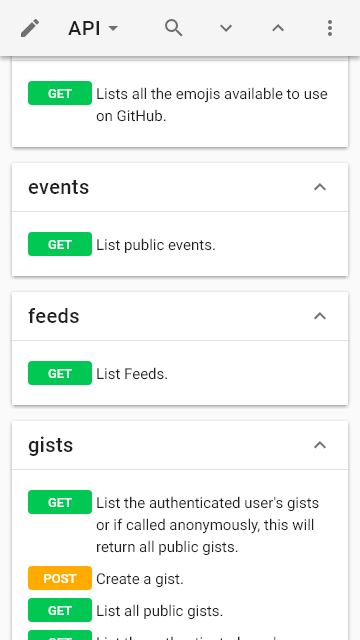 API
GET Lists all the emojis available to use
on GitHub.
events
GET List public events.
feeds
GET List Feeds.
gists
GET List the authenticated user's gists
or if called anonymously, this will
return all public gists.
POST Create a gist.
GET List all public gists.